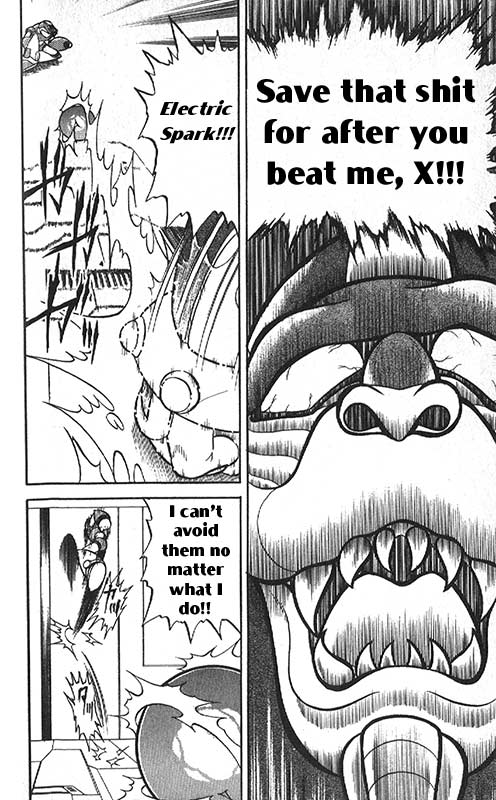 Save that shit
for after you
beat me, X!!!
Electric
Spark!!!
I can't
avoid
them no
matter
what I
do!!